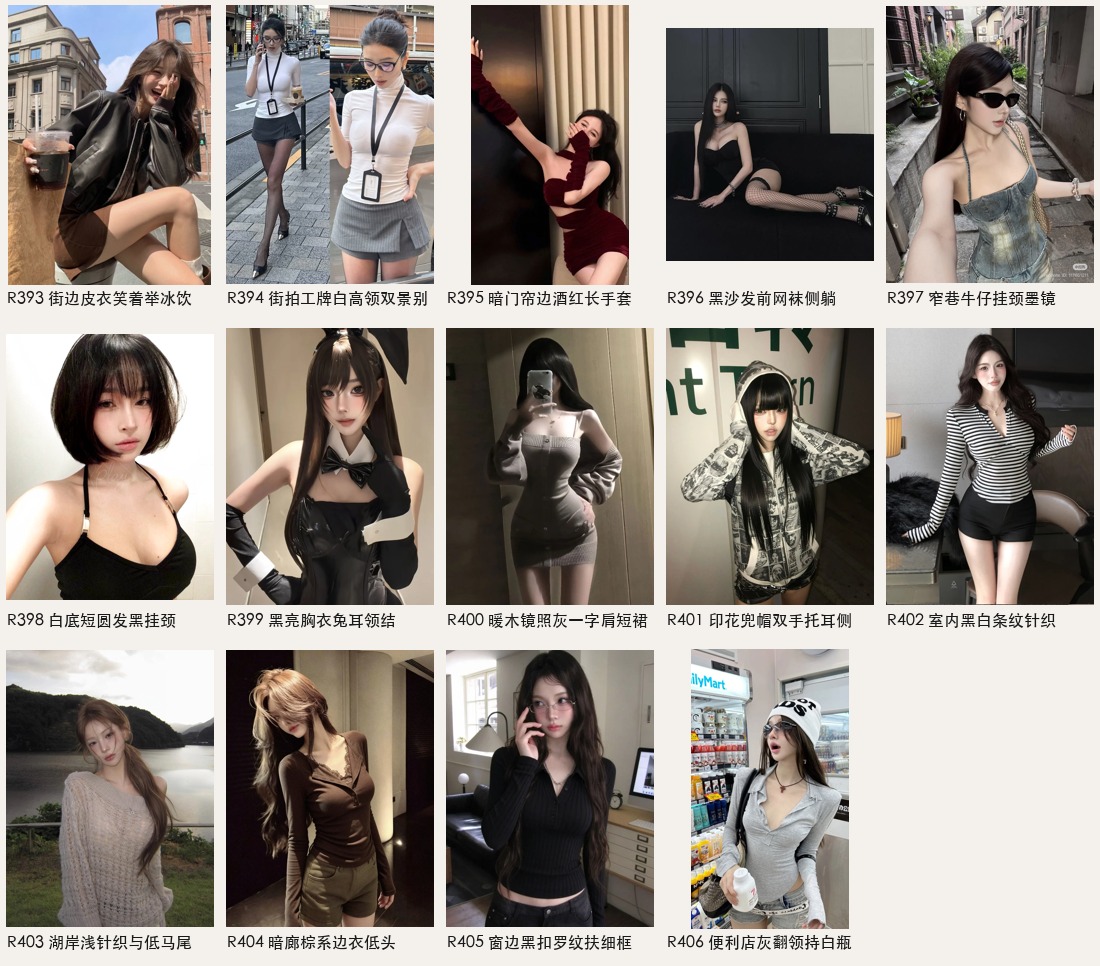 R393 街边皮衣笑着举冰饮
R394 街拍工牌白高领双景别
R395 暗门帘边酒红长手套
R396 黑沙发前网袜侧躺
R397 窄巷牛仔挂颈墨镜
R398 白底短圆发黑挂颈
R399 黑亮胸衣兔耳领结
R400 暖木镜照灰一字肩短裙
R401 印花兜帽双手托耳侧
R402 室内黑白条纹针织
ilyMart
R403 湖岸浅针织与低马尾
R404 暗廊棕系边衣低头
R405 窗边黑扣罗纹扶细框
R406 便利店灰翻领持白瓶